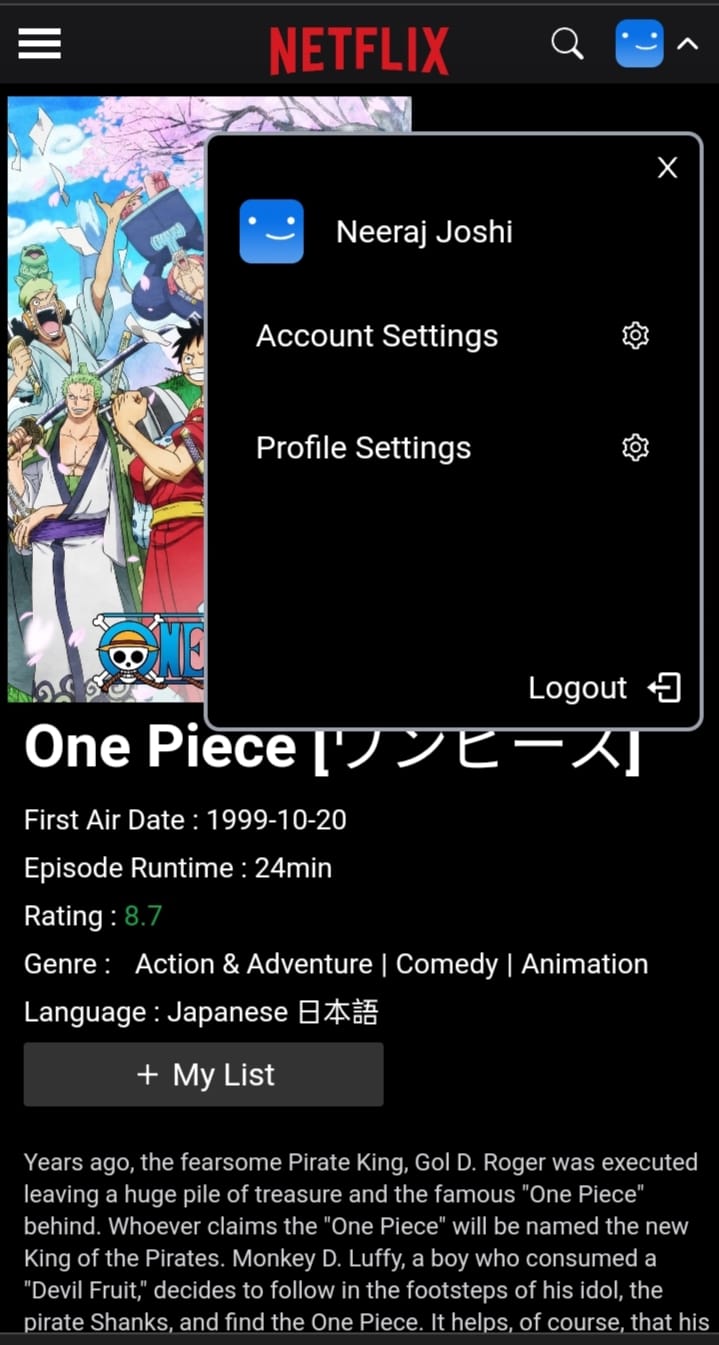 NETFLIX
X
Neeraj Joshi
Account Settings
Profile Settings
Logout
ONE
One Piece [ワンピース]
First Air Date : 1999-10-20
Episode Runtime : 24min
Rating : 8.7
Genre : Action & Adventure | Comedy | Animation
Language : Japanese 日本語
+ My List
Years ago, the fearsome Pirate King, Gol D. Roger was executed
leaving a huge pile of treasure and the famous "One Piece"
behind. Whoever claims the "One Piece" will be named the new
King of the Pirates. Monkey D. Luffy, a boy who consumed a
"Devil Fruit," decides to follow in the footsteps of his idol, the
pirate Shanks, and find the One Piece. It helps, of course, that his